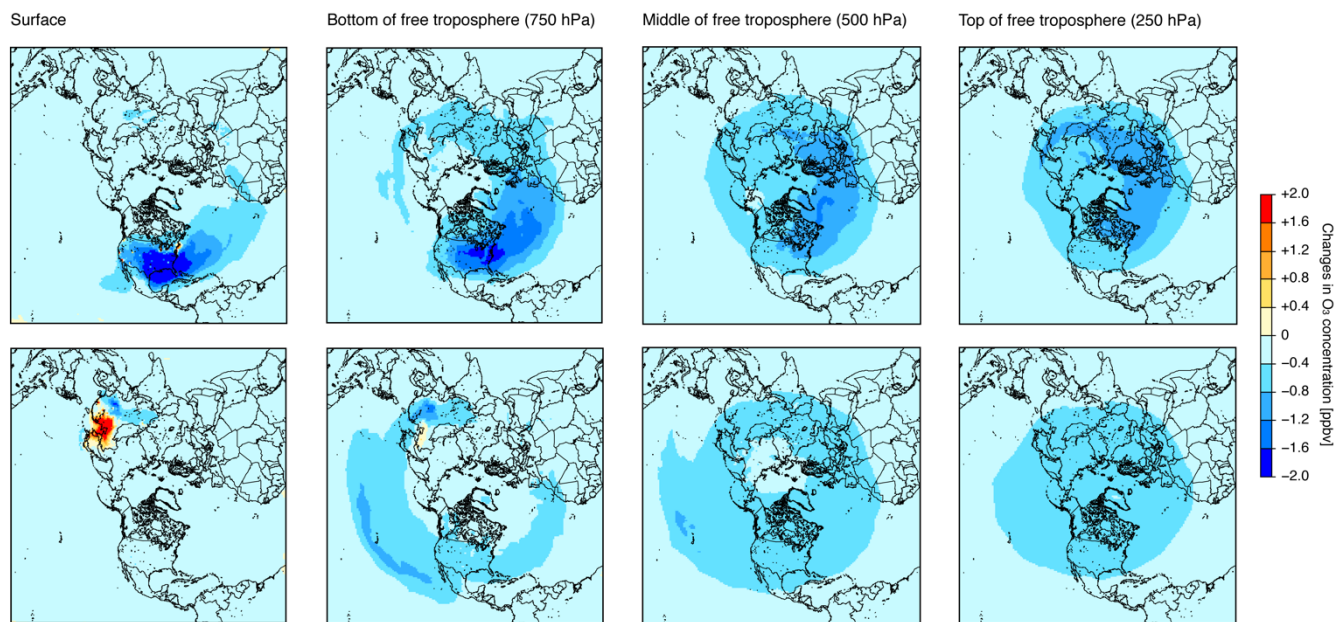 Surface
Bottom of free troposphere (750 hPa)
Middle of free troposphere (500 hPa)
Top of free troposphere (250 hPa)
+2.0
+1.6
+1.2
+0.8
+0.4
0
−0.4
−0.8
−1.2
−1.6
−2.0
Changes in O₃ concentration [ppbv]